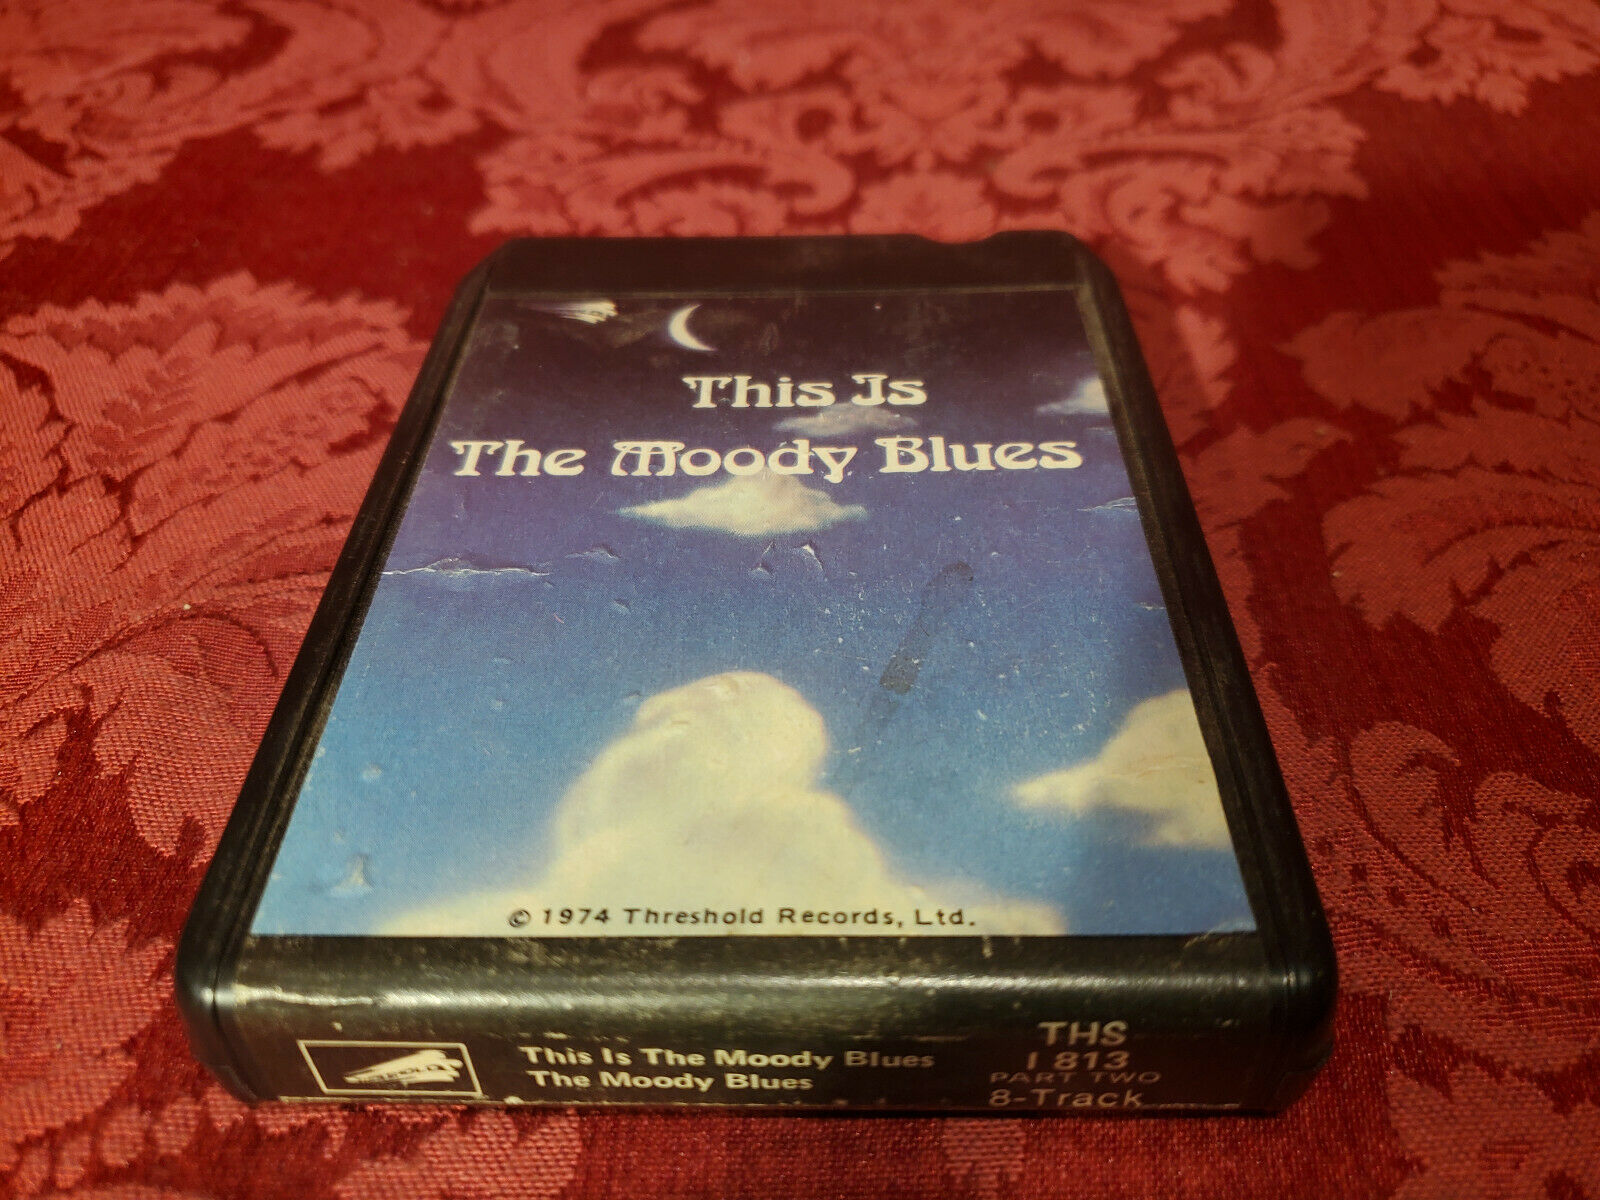 This Is
The Moody Blues
© 1974 Threshold Records, Ltd.
This Is The Moody Blues
The Moody Blues
THS
1 813
PART TWO
8-Track